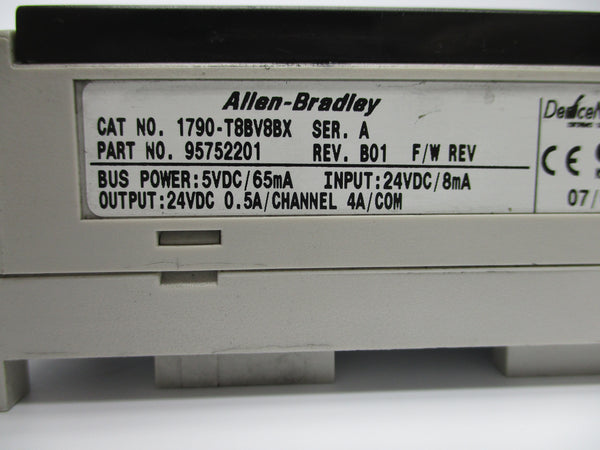 Allen-Bradley
CAT NO. 1790-T8BV8BX SER. A
PART NO. 95752201 REV. B01 F/W REV
BUS POWER:5VDC/65mA INPUT:24VDC/8mA
OUTPUT:24VDC 0.5A/CHANNEL 4A/COM
CE
07/